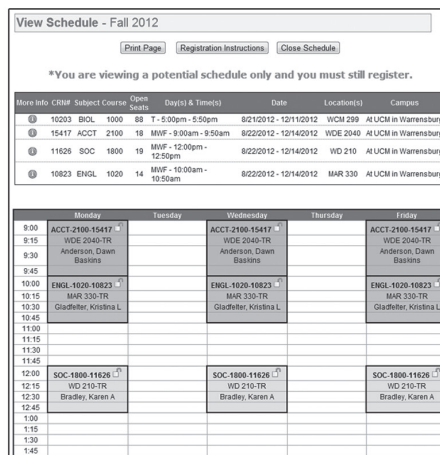 View Schedule - Fall 2012
Print Page Registration Instructions Close Schedule
*You are viewing a potential schedule only and you must still register.
More Info CRN# Subject Course Open Seats Day(s) & Time(s) Date Location(s) Campus
10203 BIOL 1000 88 T - 5:00pm - 5:50pm 8/21/2012 - 12/11/2012 WCM 299 At UCM in Warrensburg
15417 ACCT 2100 18 MWF - 9:00am - 9:50am 8/22/2012 - 12/14/2012 WDE 2040 At UCM in Warrensburg
11626 SOC 1800 19 MWF - 12:00pm - 12:50pm 8/22/2012 - 12/14/2012 WD 210 At UCM in Warrensburg
10823 ENGL 1020 14 MWF - 10:00am - 10:50am 8/22/2012 - 12/14/2012 MAR 330 At UCM in Warrensburg
Monday Tuesday Wednesday Thursday Friday
9:00 ACCT-2100-15417 ACCT-2100-15417 ACCT-2100-15417
9:15 WDE 2040-TR WDE 2040-TR WDE 2040-TR
9:30 Anderson, Dawn Baskins Anderson, Dawn Baskins Anderson, Dawn Baskins
9:45
10:00 ENGL-1020-10823 ENGL-1020-10823 ENGL-1020-10823
10:15 MAR 330-TR MAR 330-TR MAR 330-TR
10:30 Gladfelter, Kristina L Gladfelter, Kristina L Gladfelter, Kristina L
10:45
11:00
11:15
11:30
11:45
12:00 SOC-1800-11626 SOC-1800-11626 SOC-1800-11626
12:15 WD 210-TR WD 210-TR WD 210-TR
12:30 Bradley, Karen A Bradley, Karen A Bradley, Karen A
12:45
1:00
1:15
1:30
1:45